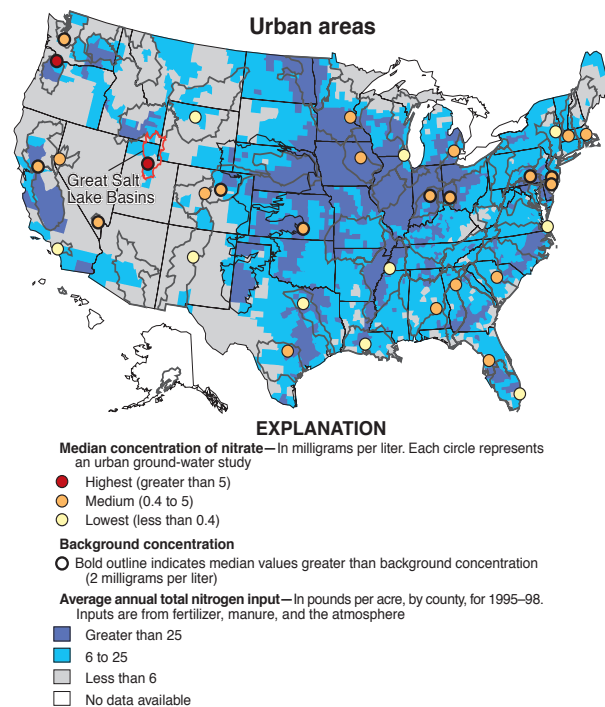 Urban areas
Great Salt
Lake Basins
EXPLANATION
Median concentration of nitrate—In milligrams per liter. Each circle represents
an urban ground-water study
Highest (greater than 5)
Medium (0.4 to 5)
Lowest (less than 0.4)
Background concentration
Bold outline indicates median values greater than background concentration
(2 milligrams per liter)
Average annual total nitrogen input—In pounds per acre, by county, for 1995–98.
Inputs are from fertilizer, manure, and the atmosphere
Greater than 25
6 to 25
Less than 6
No data available